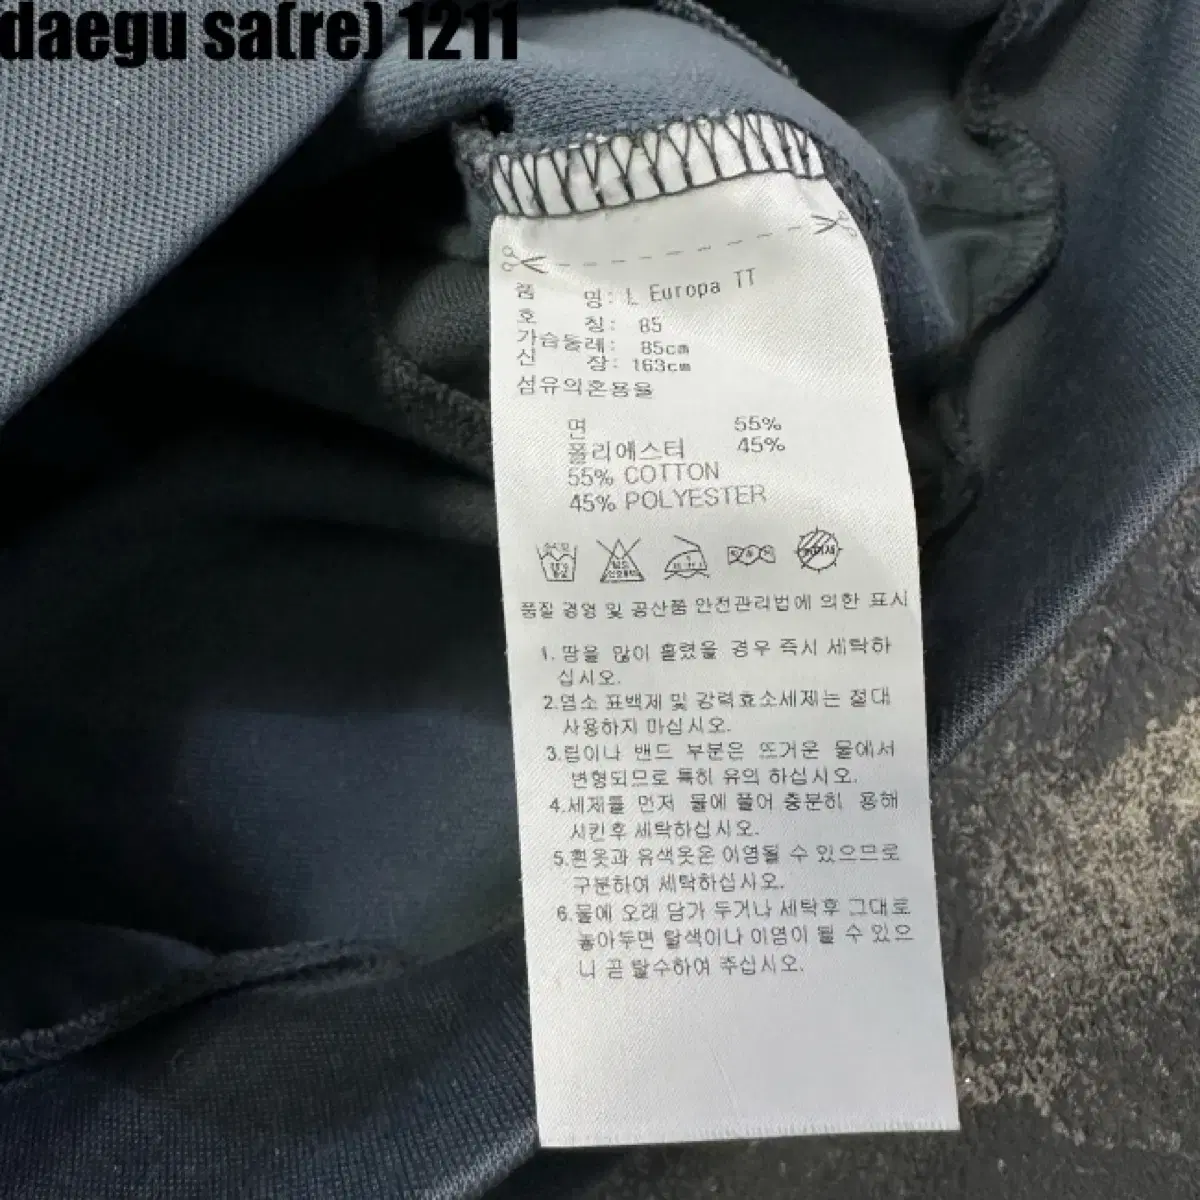 daegu sa(re) 1211
품 명: L Europa TT
호 칭: 85
가슴둘레: 85cm
신 장: 163cm
섬유의혼용율
면 55%
폴리에스터 45%
55% COTTON
45% POLYESTER
품질 경영 및 공산품 안전관리법에 의한 표시
1. 땀을 많이 흘렸을 경우 즉시 세탁하
십시오.
2.염소 표백제 및 강력효소세제는 절대
사용하지 마십시오.
3.립이나 밴드 부분은 뜨거운 물에서
변형되므로 특히 유의 하십시오.
4.세제를 먼저 물에 풀어 충분히 용해
시킨후 세탁하십시오.
5.흰옷과 유색옷은 이염될 수 있으므로
구분하여 세탁하십시오.
6.물에 오래 담가 두거나 세탁후 그대로
놓아두면 탈색이나 이염이 될 수 있으
니 곧 탈수하여 주십시오.